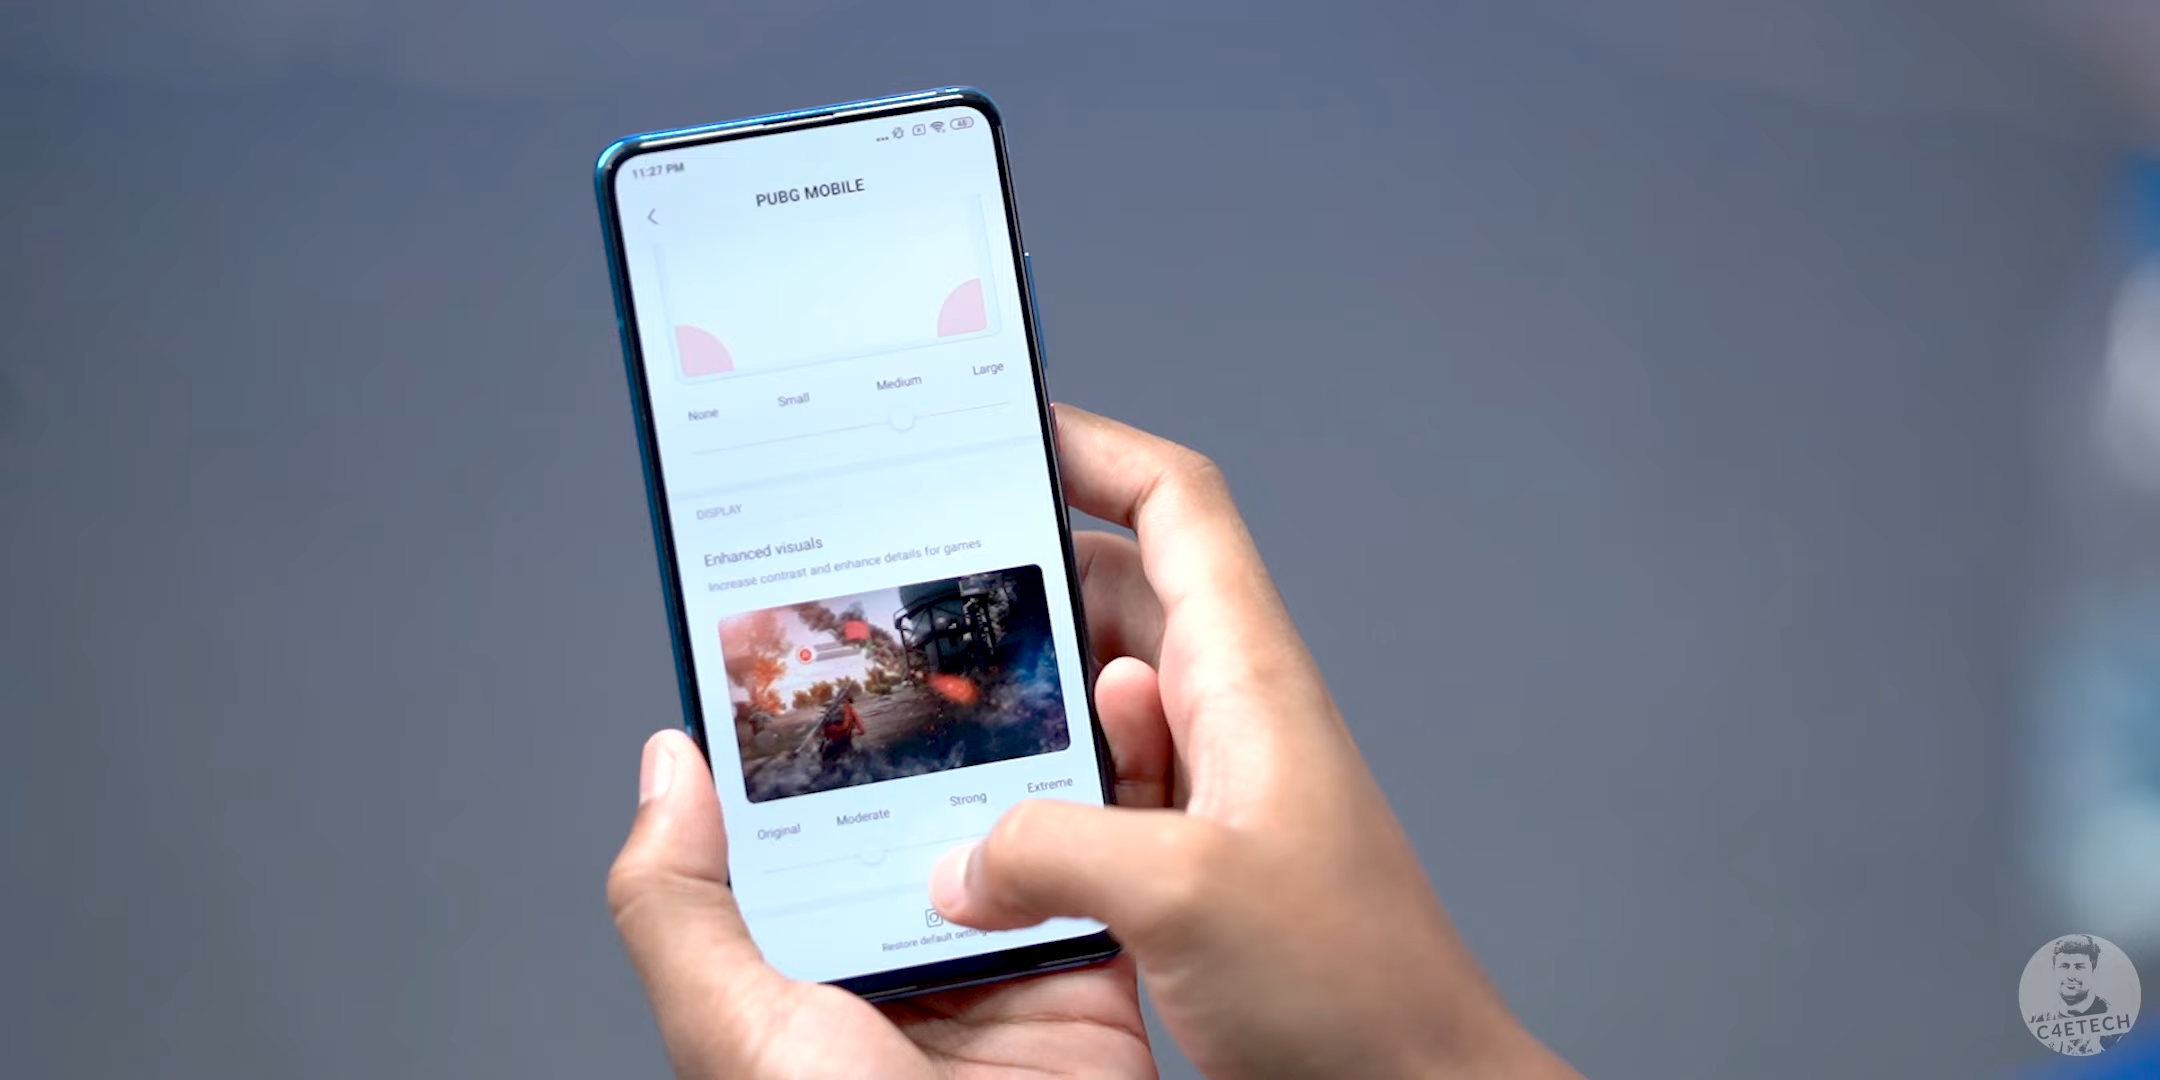 11:27 PM
48
PUBG MOBILE
None
Small
Medium
Large
DISPLAY
Enhanced visuals
Increase contrast and enhance details for games
Original
Moderate
Strong
Extreme
Restore default
C4ETECH